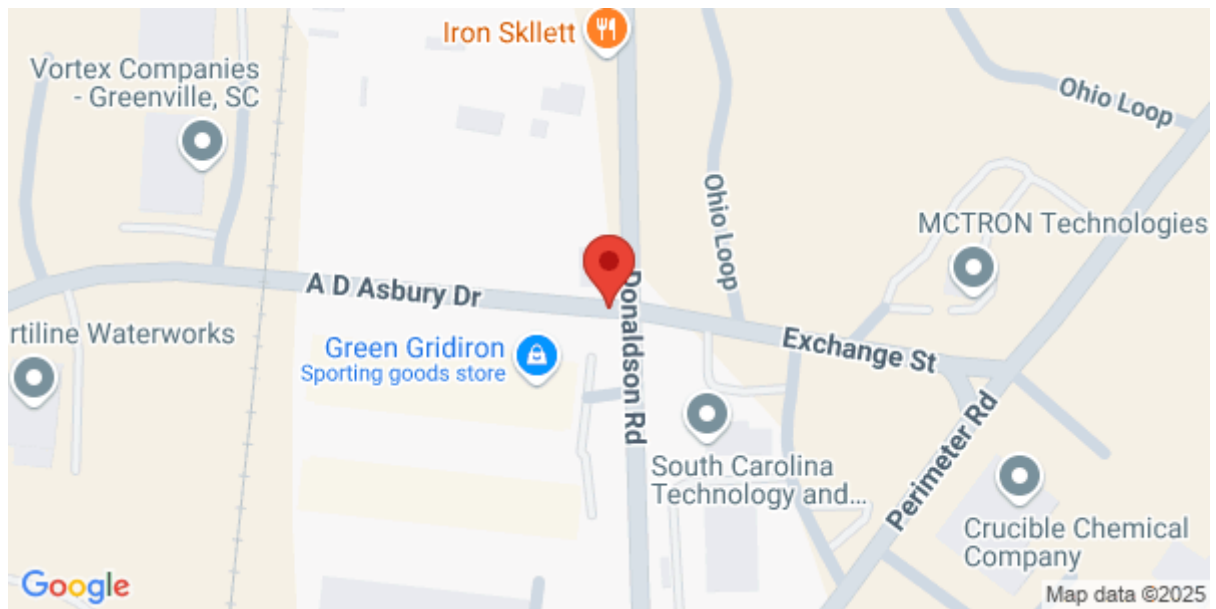 Iron Skllett
Vortex Companies
- Greenville, SC
Ohio Loop
Ohio Loop
MCTRON Technologies
A D Asbury Dr
Donaldson Rd
rtiline Waterworks
Green Gridiron
Sporting goods store
Exchange St
Perimeter Rd
South Carolina
Technology and...
Crucible Chemical
Company
Google
Map data ©2025